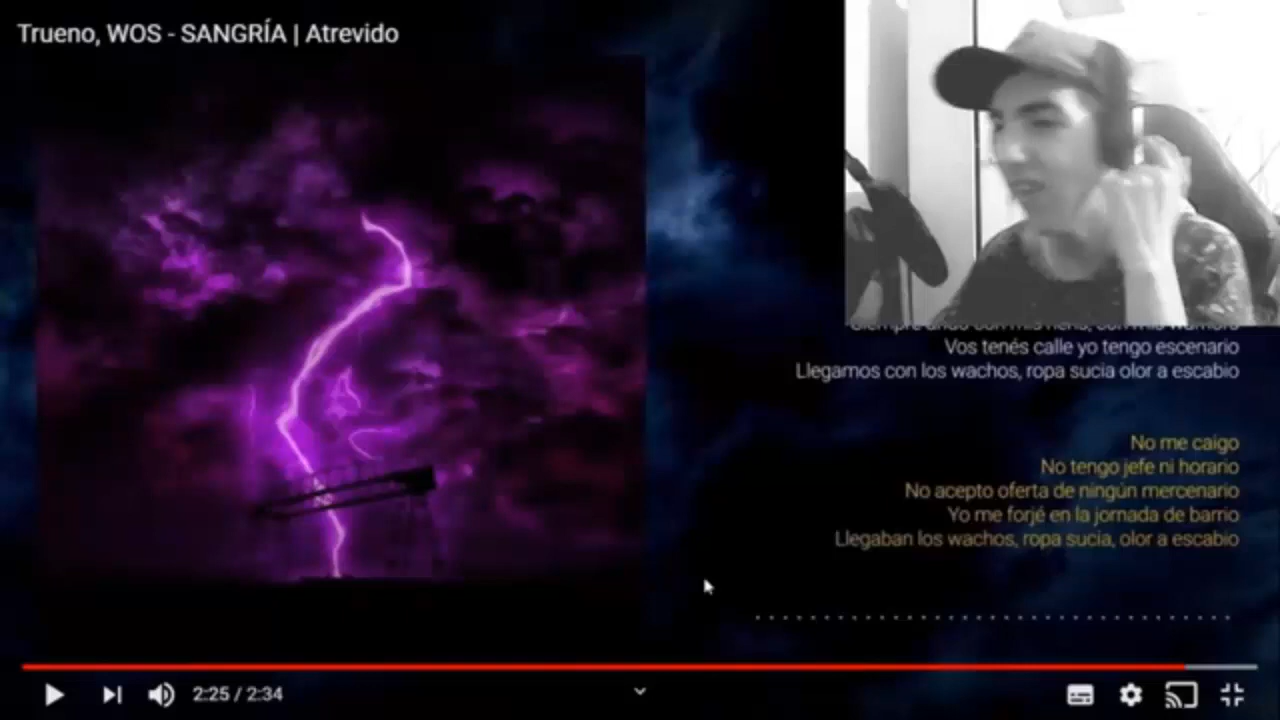 Trueno, WOS - SANGRÍA | Atrevido
Vos tenés calle yo tengo escenario
Llegamos con los wachos, ropa sucia olor a escabio
No me caigo
No tengo jefe ni horario
No acepto oferta de ningún mercenario
Yo me forjé en la jornada de barrio
Llegaban los wachos, ropa sucia, olor a escabio
2:25 / 2:34